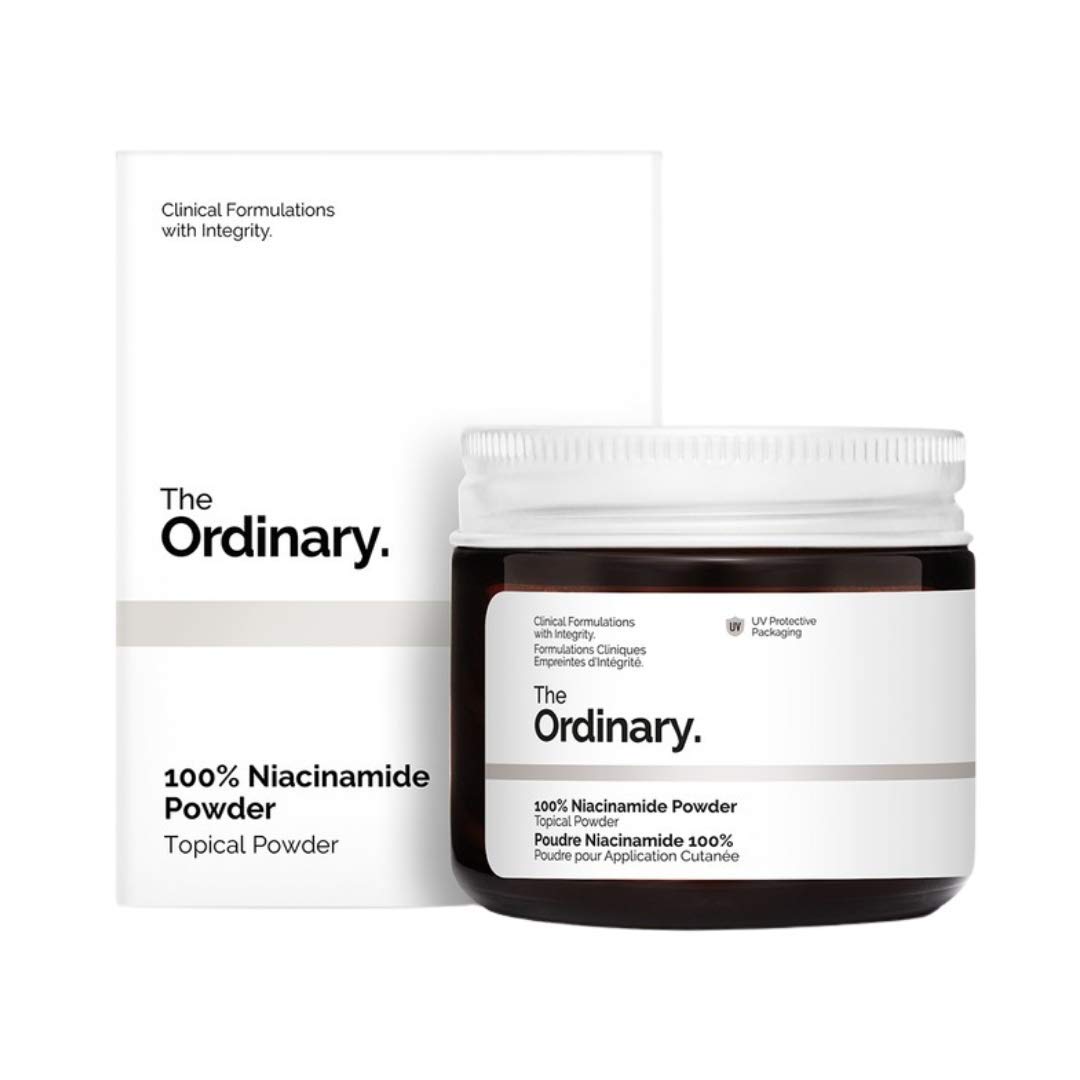 Clinical Formulations
with Integrity.
The
Ordinary.
100% Niacinamide
Powder
Topical Powder
Clinical Formulations
with Integrity.
Formulations Cliniques
Empreintes d'Intégrité.
UV
UV Protective
Packaging
The
Ordinary.
100% Niacinamide Powder
Topical Powder
Poudre Niacinamide 100%
Poudre pour Application Cutanée